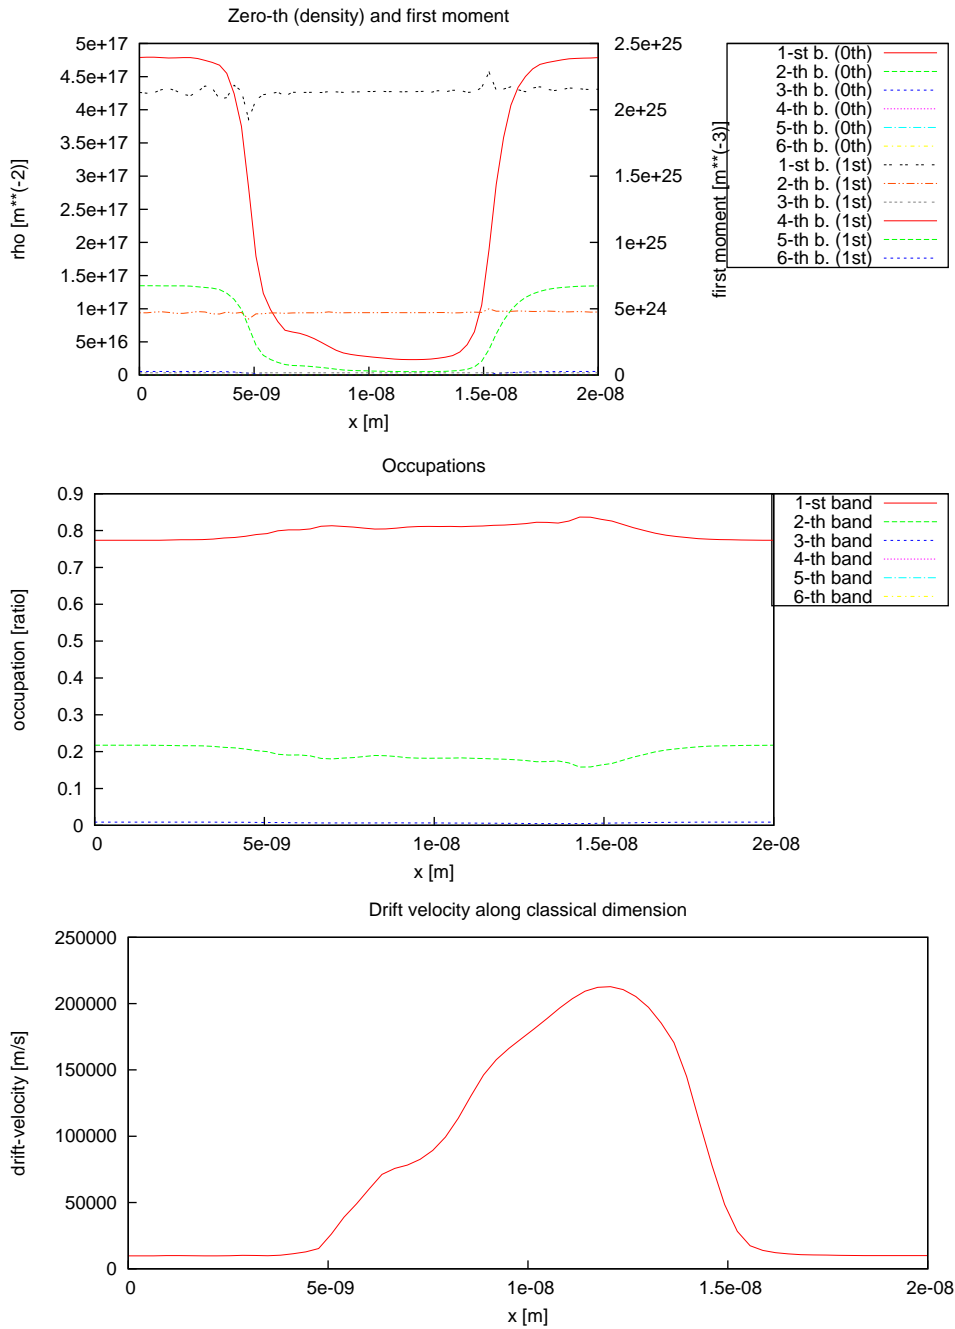 Zero-th (density) and first moment
5e+17
4.5e+17
4e+17
3.5e+17
3e+17
2.5e+17
2e+17
1.5e+17
1e+17
5e+16
0
rho [m**(-2)]
2.5e+25
2e+25
1.5e+25
1e+25
5e+24
0
first moment [m**(-3)]
0
5e-09
1e-08
1.5e-08
2e-08
x [m]
1-st b. (0th)
2-th b. (0th)
3-th b. (0th)
4-th b. (0th)
5-th b. (0th)
6-th b. (0th)
1-st b. (1st)
2-th b. (1st)
3-th b. (1st)
4-th b. (1st)
5-th b. (1st)
6-th b. (1st)
Occupations
0.9
0.8
0.7
0.6
0.5
0.4
0.3
0.2
0.1
0
occupation [ratio]
0
5e-09
1e-08
1.5e-08
2e-08
x [m]
1-st band
2-th band
3-th band
4-th band
5-th band
6-th band
Drift velocity along classical dimension
250000
200000
150000
100000
50000
0
drift-velocity [m/s]
0
5e-09
1e-08
1.5e-08
2e-08
x [m]